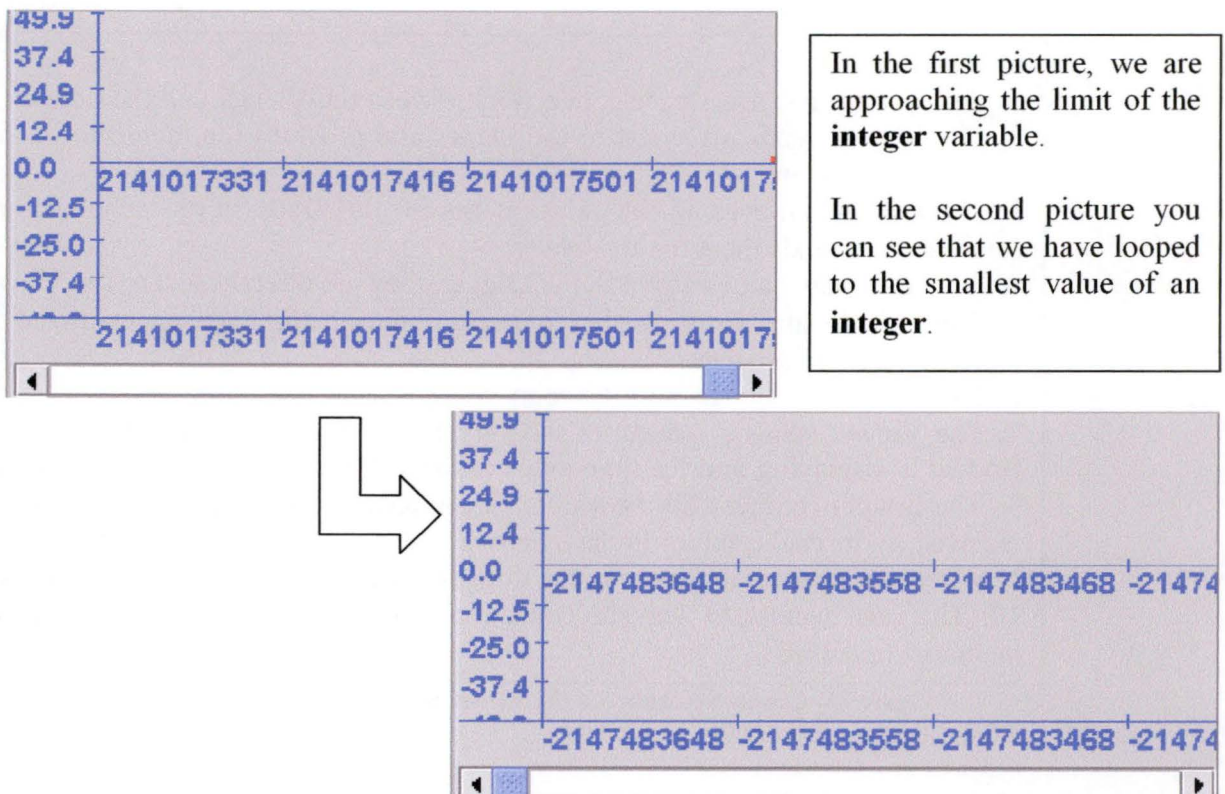 49.9
37.4
24.9
12.4
0.0
2141017331 2141017416 2141017501
-12.5
-25.0
-37.4
2141017331 2141017416 2141017501
In the first picture, we are
approaching the limit of the
integer variable.
In the second picture you
can see that we have looped
to the smallest value of an
integer.
49.9
37.4
24.9
12.4
0.0
-2147483648 -2147483558 -2147483468
-12.5
-25.0
-37.4
-2147483648 -2147483558 -2147483468